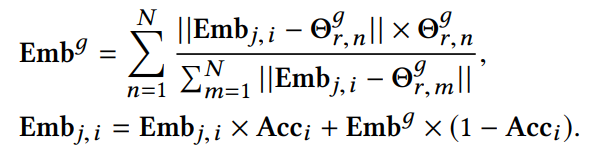 Emb^g = \sum_{n=1}^{N} \frac{||Emb_{j,i} − Θ^g_{r,n}|| × Θ^g_{r,n}}{\sum_{m=1}^{N} ||Emb_{j,i} − Θ^g_{r,m}||},
Emb_{j,i} = Emb_{j,i} × Acc_i + Emb^g × (1 − Acc_i).